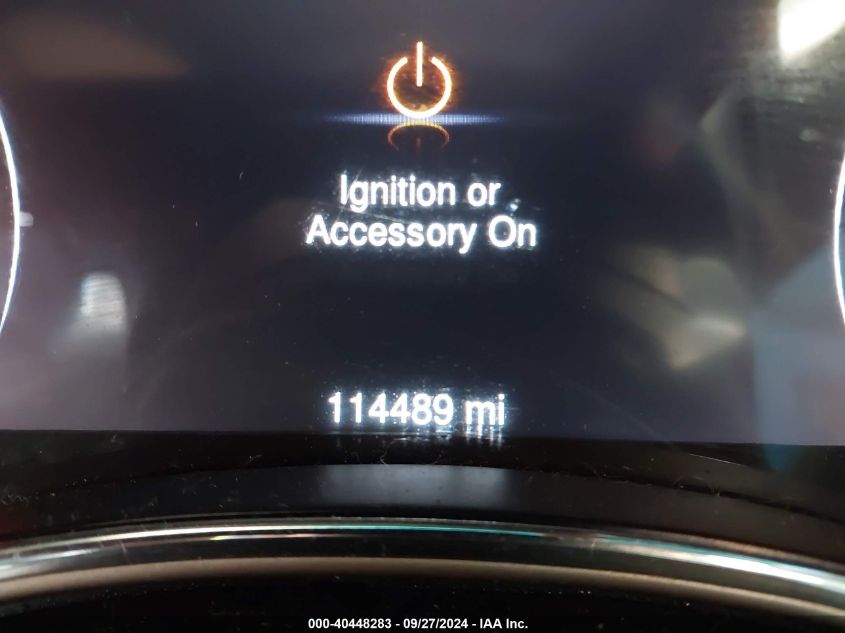 Ignition or
Accessory On
114489 mi
000-40448283 - 09/27/2024 - IAA Inc.